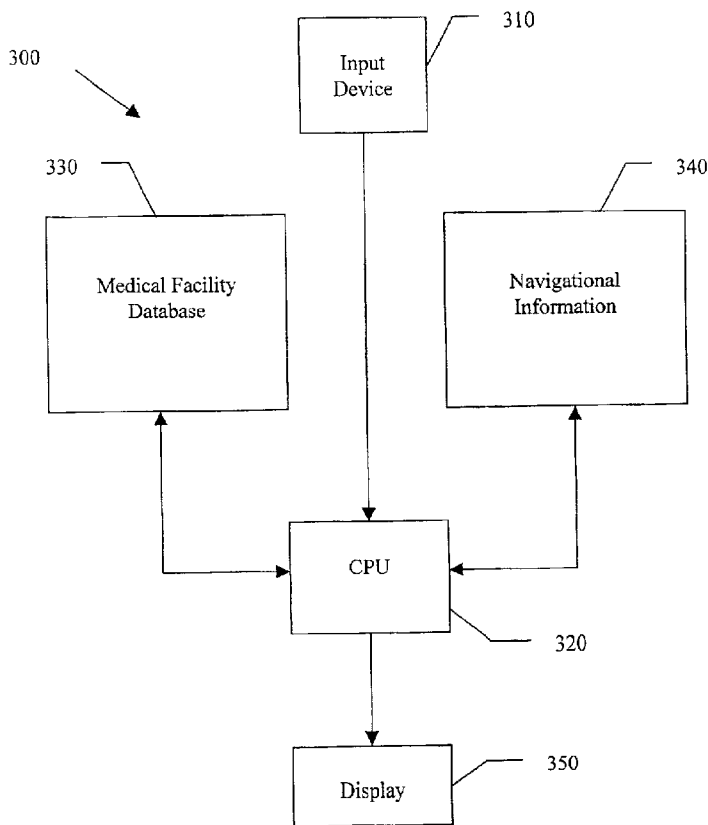 310
300
Input
Device
330
340
Medical Facility
Database
Navigational
Information
CPU
320
350
Display